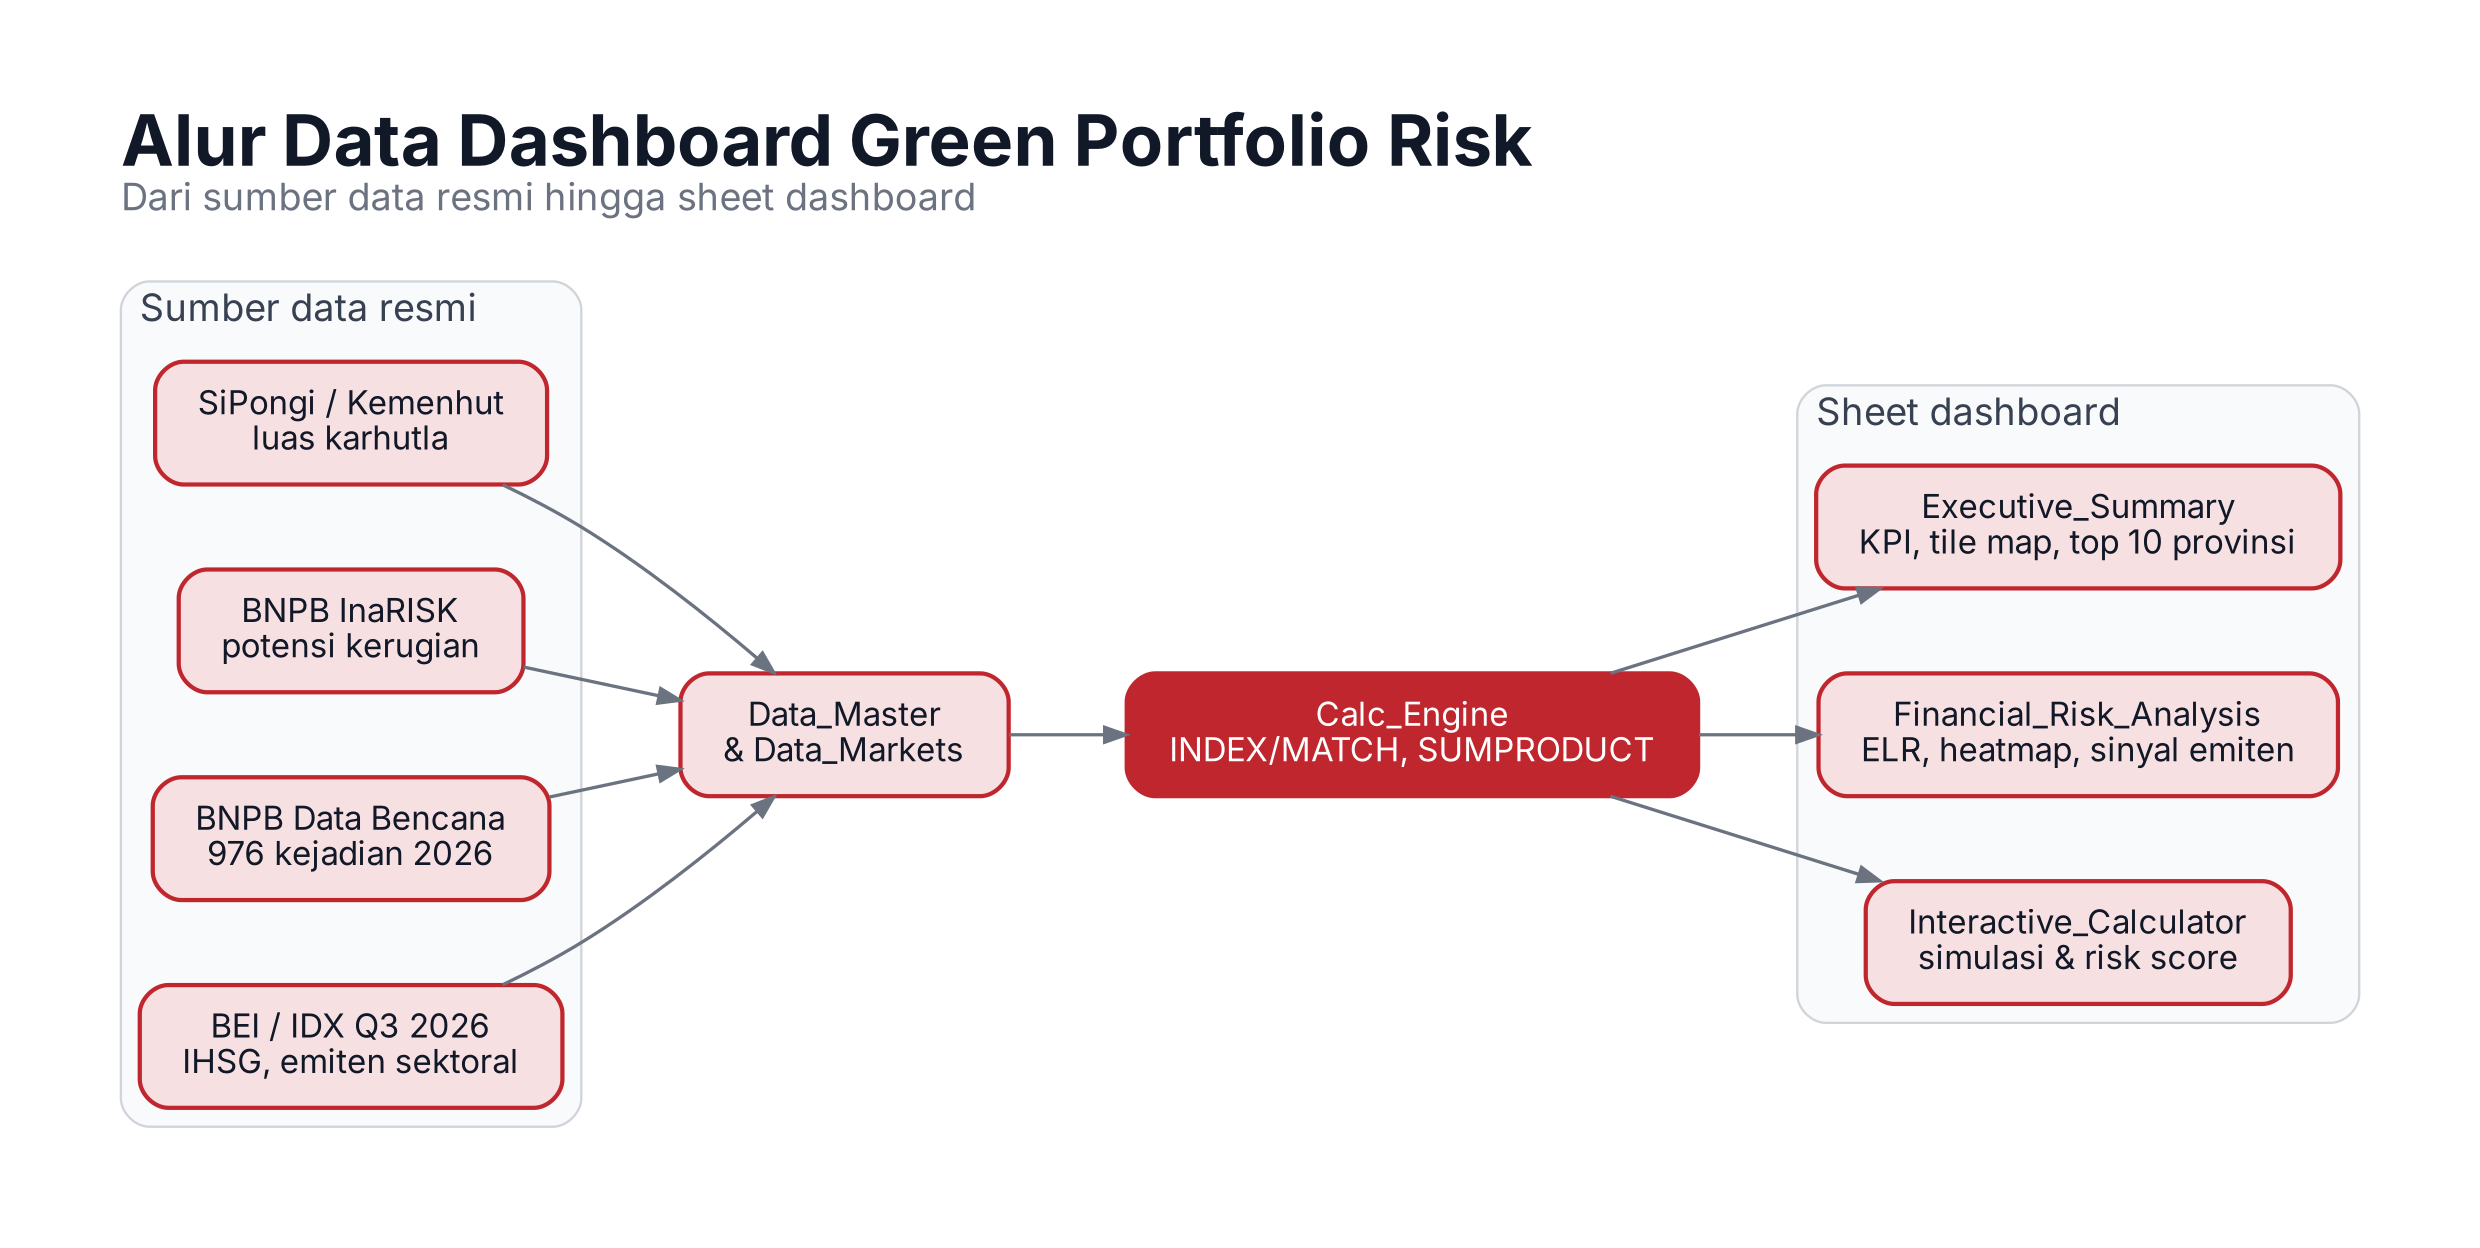 Alur Data Dashboard Green Portfolio Risk
Dari sumber data resmi hingga sheet dashboard
Sumber data resmi
SiPongi / Kemenhut
luas karhutla
BNPB InaRISK
potensi kerugian
BNPB Data Bencana
976 kejadian 2026
BEI / IDX Q3 2026
IHSG, emiten sektoral
Data_Master
& Data_Markets
Calc_Engine
INDEX/MATCH, SUMPRODUCT
Sheet dashboard
Executive_Summary
KPI, tile map, top 10 provinsi
Financial_Risk_Analysis
ELR, heatmap, sinyal emiten
Interactive_Calculator
simulasi & risk score